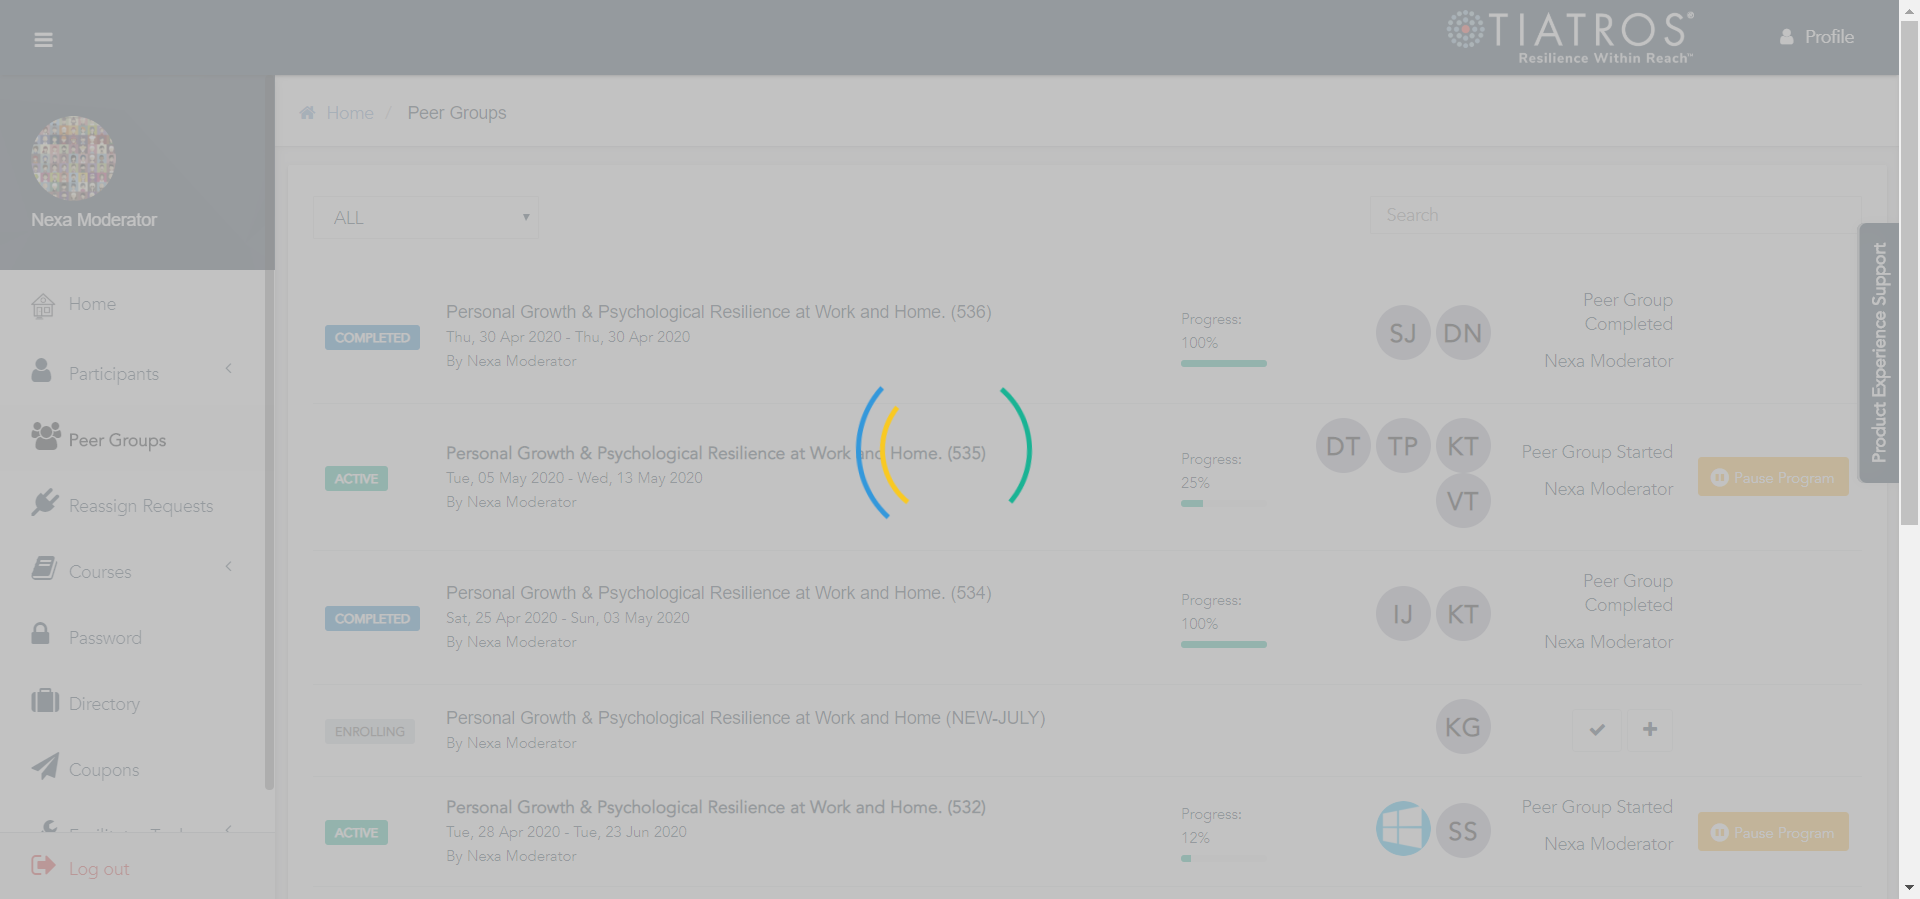 TIATROS®
Resilience Within Reach™
Profile
Nexa Moderator
Home
Participants
Peer Groups
Reassign Requests
Courses
Password
Directory
Coupons
Log out
Home / Peer Groups
ALL
Search
Product Experience Support
COMPLETED
Personal Growth & Psychological Resilience at Work and Home. (536)
Thu, 30 Apr 2020 - Thu, 30 Apr 2020
By Nexa Moderator
Progress:
100%
SJ DN
Peer Group
Completed
Nexa Moderator
ACTIVE
Personal Growth & Psychological Resilience at Work and Home. (535)
Tue, 05 May 2020 - Wed, 13 May 2020
By Nexa Moderator
Progress:
25%
DT TP KT
VT
Peer Group Started
Nexa Moderator
Pause Program
COMPLETED
Personal Growth & Psychological Resilience at Work and Home. (534)
Sat, 25 Apr 2020 - Sun, 03 May 2020
By Nexa Moderator
Progress:
100%
IJ KT
Peer Group
Completed
Nexa Moderator
ENROLLING
Personal Growth & Psychological Resilience at Work and Home (NEW-JULY)
By Nexa Moderator
KG
ACTIVE
Personal Growth & Psychological Resilience at Work and Home. (532)
Tue, 28 Apr 2020 - Tue, 23 Jun 2020
By Nexa Moderator
Progress:
12%
SS
Peer Group Started
Nexa Moderator
Pause Program